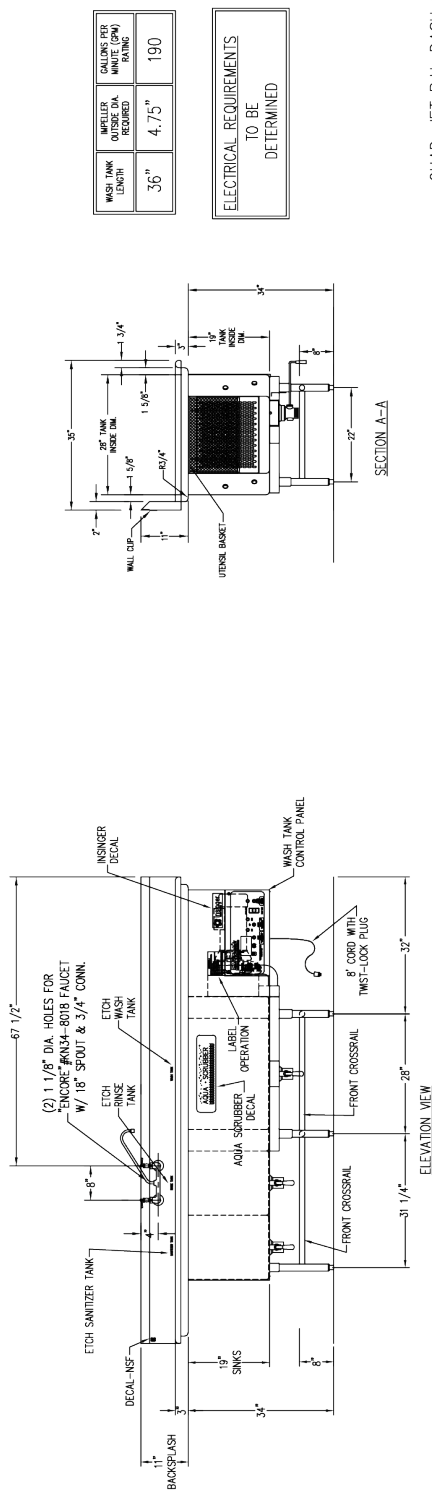 WASH TANK
LENGTH
IMPELLER
OUTSIDE DIA.
REQUIRED
GALLONS PER
MINUTE (GPM)
RATING
36"
4.75"
190
ELECTRICAL REQUIREMENTS
TO BE
DETERMINED
35"
2"
1 5/8"
28" TANK
INSIDE DIM.
1 5/8"
1 3/4"
3"
WALL CLIP
11"
R3/4"
UTENSIL BASKET
19"
TANK
INSIDE
DIM.
34"
8"
22"
SECTION A-A
67 1/2"
(2) 1 1/8" DIA. HOLES FOR
"ENCORE" #KN34-8018 FAUCET
W/ 18" SPOUT & 3/4" CONN.
8"
4"
ETCH SANITIZER TANK
ETCH
RINSE
TANK
ETCH
WASH
TANK
INSINGER
DECAL
DECAL-NSF
11"
BACKSPLASH
3"
19"
SINKS
34"
8"
AQUA SCRUBBER
AQUA SCRUBBER
DECAL
LABEL
OPERATION
WASH TANK
CONTROL PANEL
8' CORD WITH
TWIST-LOCK PLUG
FRONT CROSSRAIL
FRONT CROSSRAIL
31 1/4"
28"
32"
ELEVATION VIEW